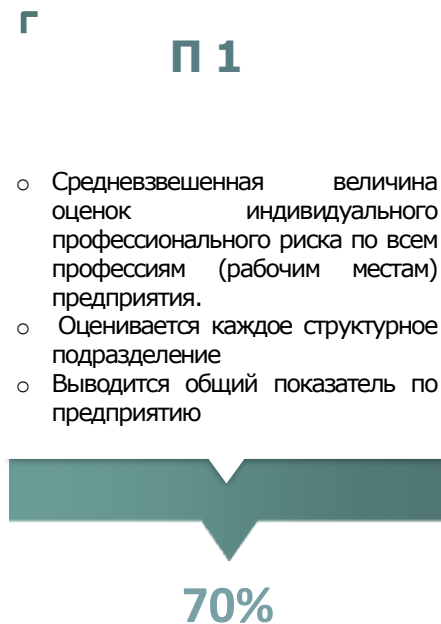 П 1
o Средневзвешенная величина
оценок индивидуального
профессионального риска по всем
профессиям (рабочим местам)
предприятия.
o Оценивается каждое структурное
подразделение
o Выводится общий показатель по
предприятию
70%